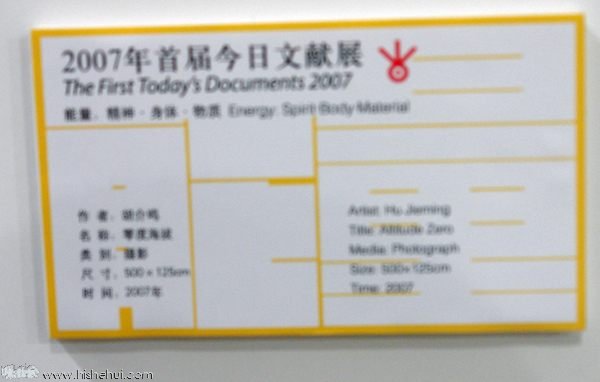 2007年首届今日文献展
The First Today's Documents 2007
能量：精神·身体·物质 Energy: Spirit·Body·Material
作 者：胡介鸣
名 称：零度海拔
类 别：摄影
尺 寸：500×125cm
时 间：2007年
Artist: Hu Jieming
Title: Altitude Zero
Media: Photograph
Size: 500×125cm
Time: 2007
www.hishehui.com